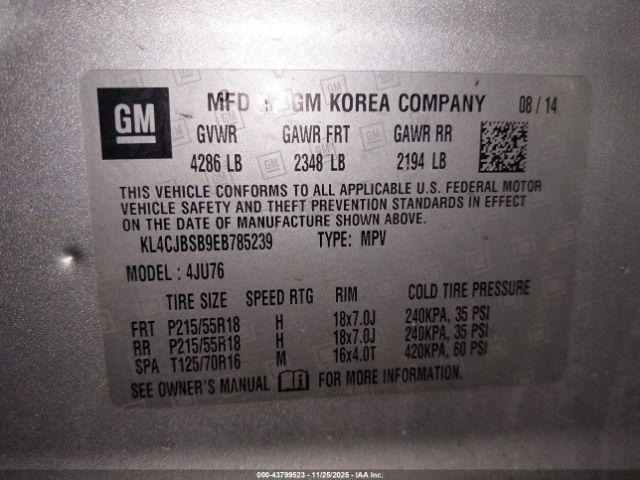 GM
MFD BY GM KOREA COMPANY 08 / 14
GVWR GAWR FRT GAWR RR
4286 LB 2348 LB 2194 LB
THIS VEHICLE CONFORMS TO ALL APPLICABLE U.S. FEDERAL MOTOR
VEHICLE SAFETY AND THEFT PREVENTION STANDARDS IN EFFECT
ON THE DATE OF MANUFACTURE SHOWN ABOVE.
KL4CJBSB9EB785239 TYPE: MPV
MODEL : 4JU76
TIRE SIZE SPEED RTG RIM COLD TIRE PRESSURE
FRT P215/55R18 H 18x7.0J 240KPA, 35 PSI
RR P215/55R18 H 18x7.0J 240KPA, 35 PSI
SPA T125/70R16 M 16x4.0T 420KPA, 60 PSI
SEE OWNER'S MANUAL FOR MORE INFORMATION.
000-43799523 - 11/25/2025 - IAA Inc.